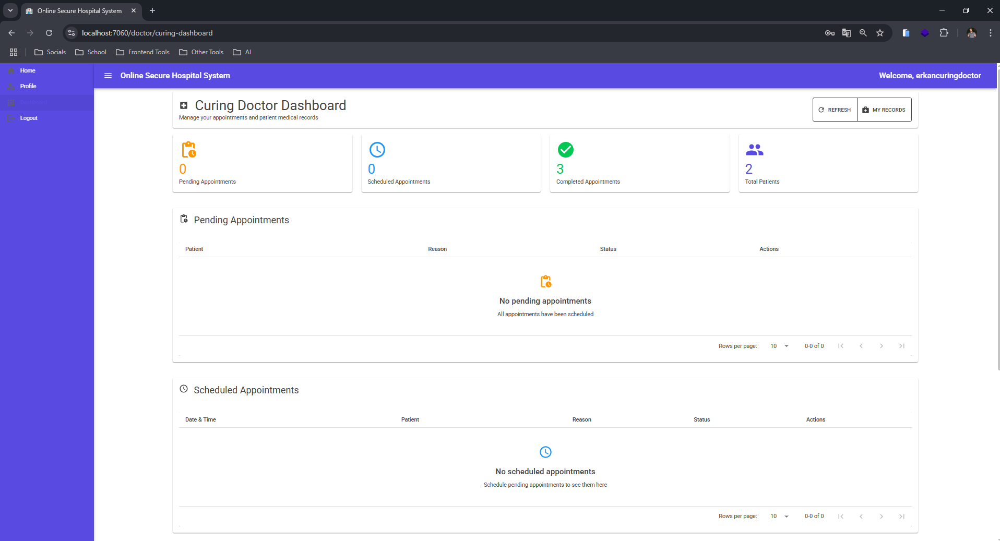 Online Secure Hospital System
localhost:7060/doctor/curing-dashboard
Socials School Frontend Tools Other Tools AI
Home
Profile
Dashboard
Logout
Online Secure Hospital System
Welcome, erkancuringdoctor
Curing Doctor Dashboard
Manage your appointments and patient medical records
REFRESH
MY RECORDS
0
Pending Appointments
0
Scheduled Appointments
3
Completed Appointments
2
Total Patients
Pending Appointments
Patient Reason Status Actions
No pending appointments
All appointments have been scheduled
Rows per page: 10 0-0 of 0
Scheduled Appointments
Date & Time Patient Reason Status Actions
No scheduled appointments
Schedule pending appointments to see them here
Rows per page: 10 0-0 of 0